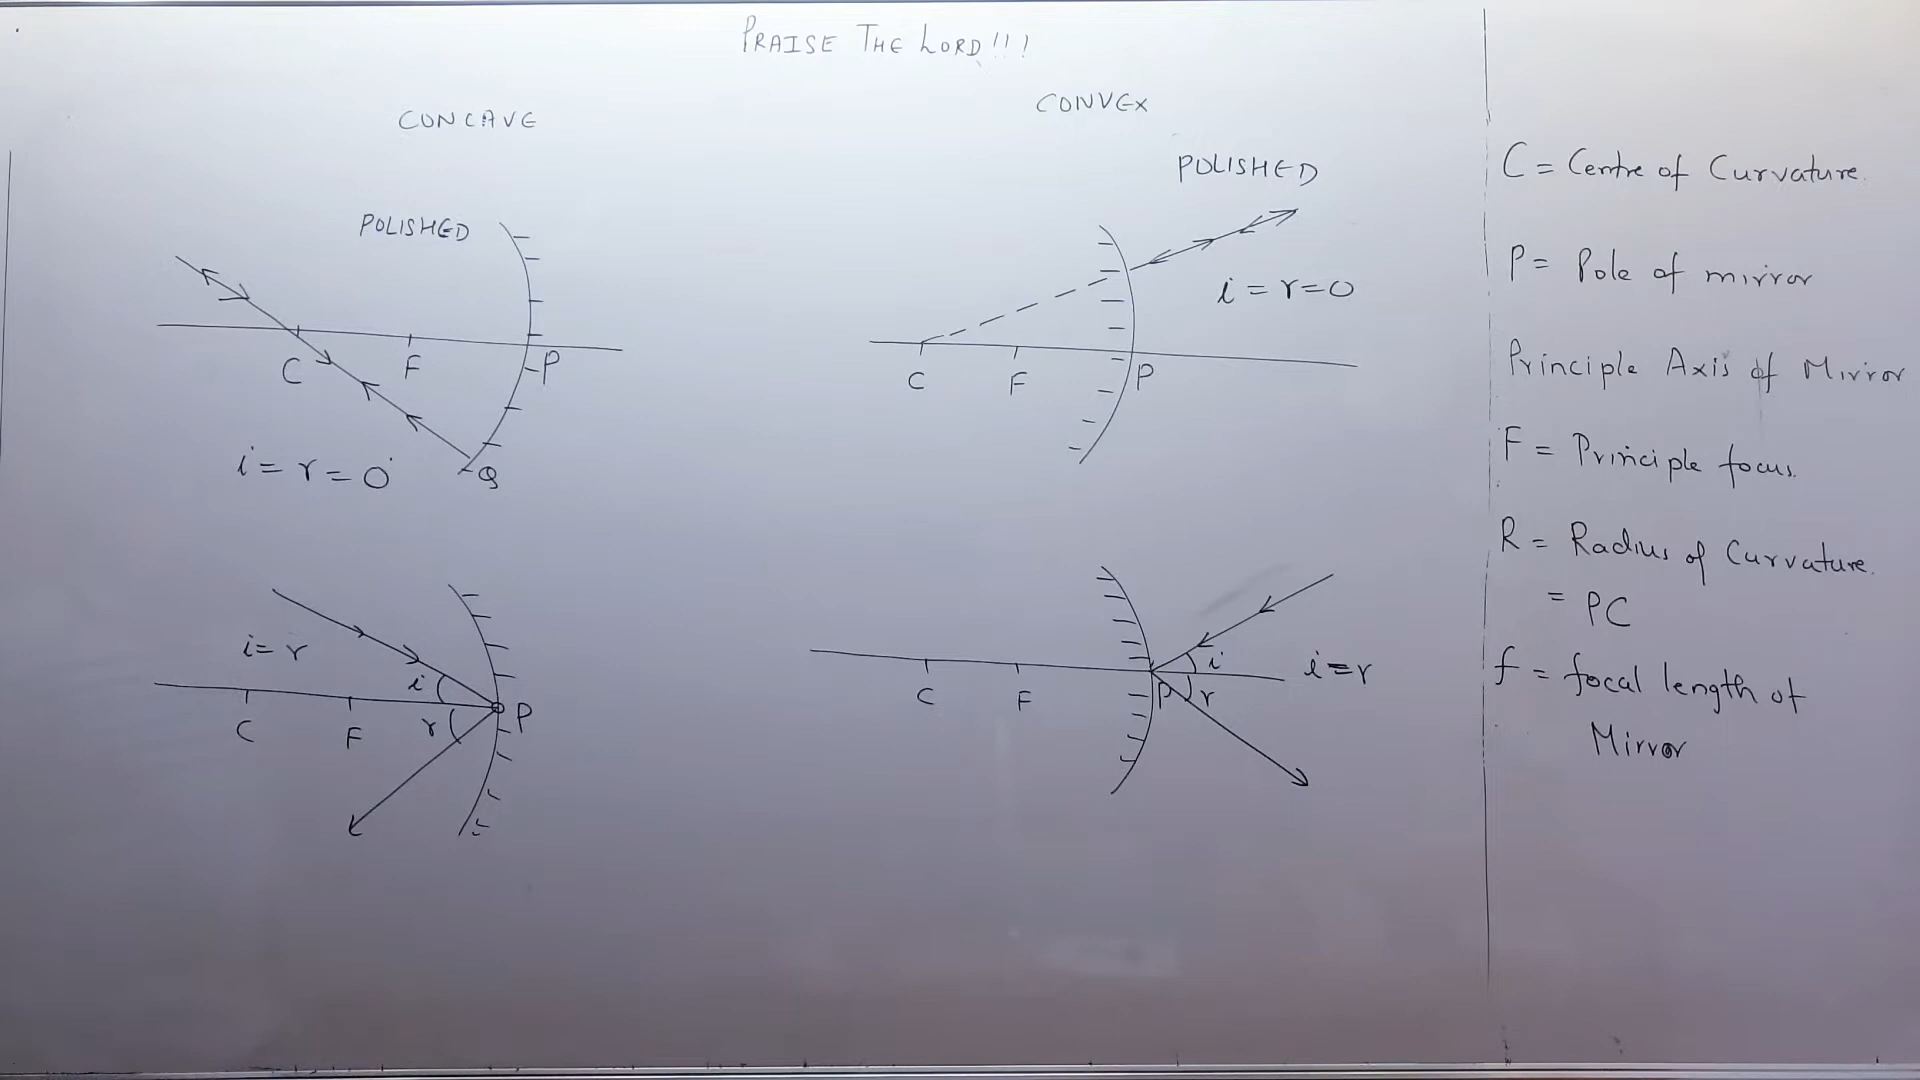 PRAISE THE LORD!!!
CONCAVE
POLISHED
C F P
i = r = 0
Q
i = r
i
r
C F P
CONVEX
POLISHED
i = r = 0
C F P
i
i = r
r
C F P
C = Centre of Curvature.
P = Pole of mirror
Principle Axis of Mirror
F = Principle focus.
R = Radius of Curvature.
= PC
f = focal length of
Mirror